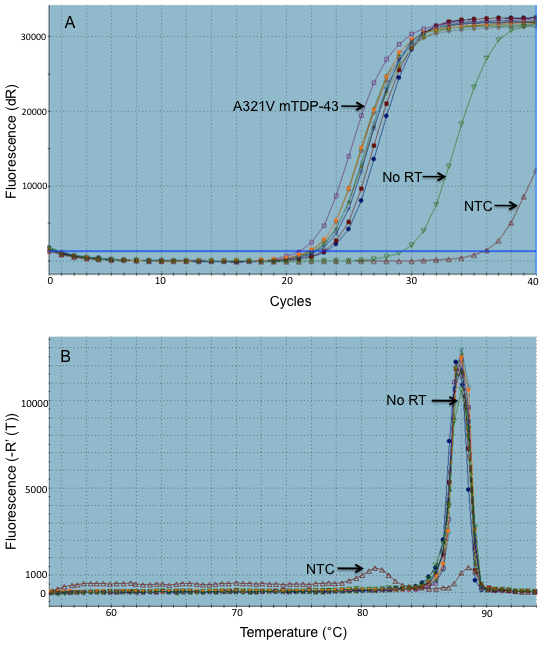 A
30000
20000
10000
Fluorescence (dR)
A321V mTDP-43
No RT
NTC
0 10 20 30 40
Cycles
B
10000
5000
1000
0
Fluorescence (-R' (T))
No RT
NTC
60 70 80 90
Temperature (°C)